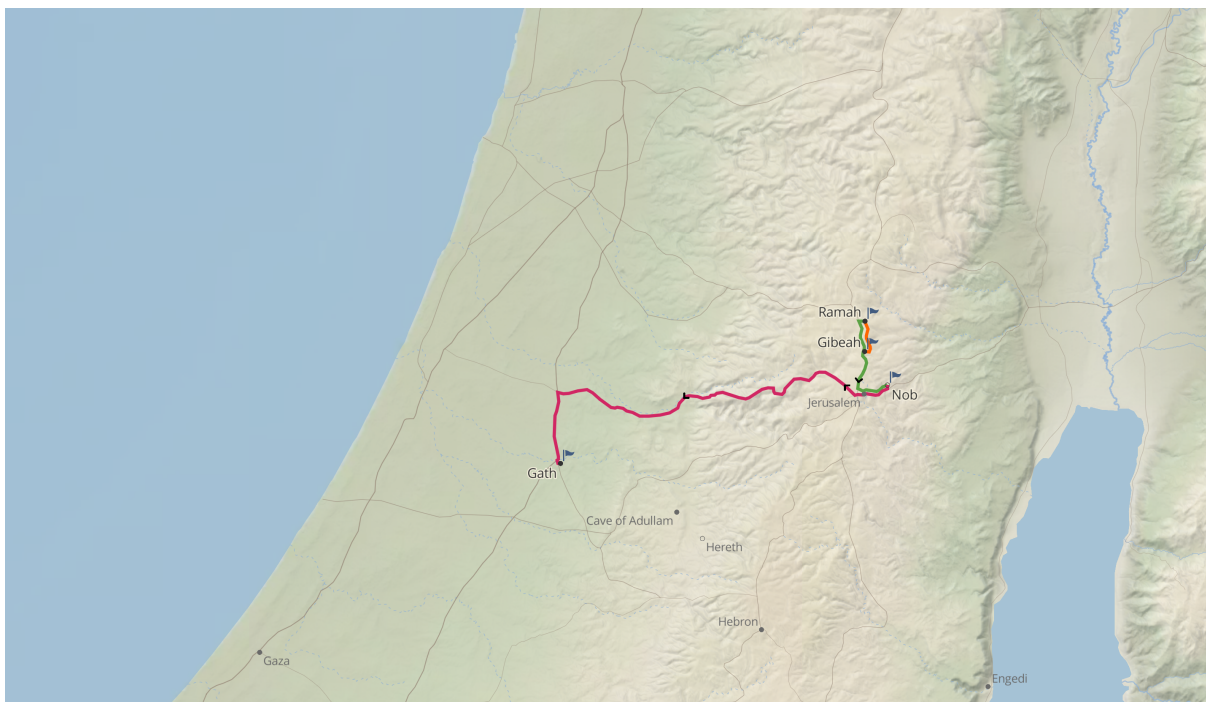 Ramah
Gibeah
Nob
Jerusalem
Gath
Cave of Adullam
Hereth
Hebron
Gaza
Engedi